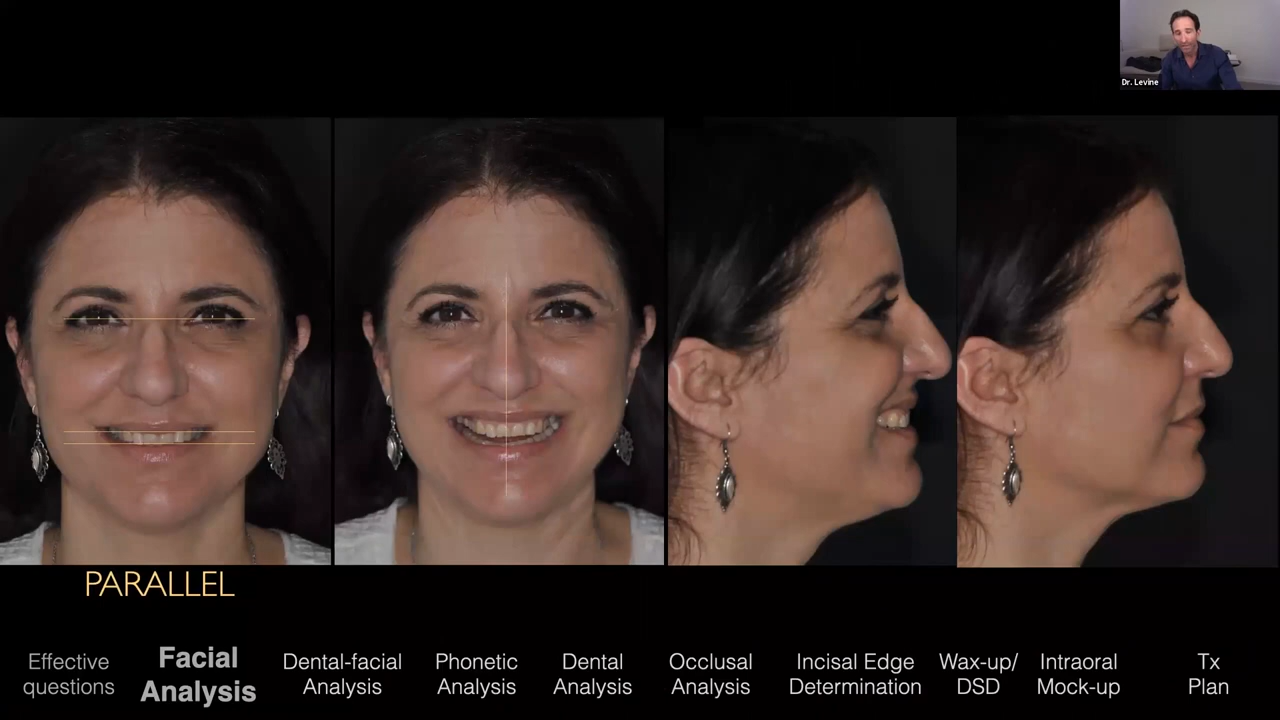 Dr. Levine
PARALLEL
Effective
questions
Facial
Analysis
Dental-facial
Analysis
Phonetic
Analysis
Dental
Analysis
Occlusal
Analysis
Incisal Edge
Determination
Wax-up/
DSD
Intraoral
Mock-up
Tx
Plan